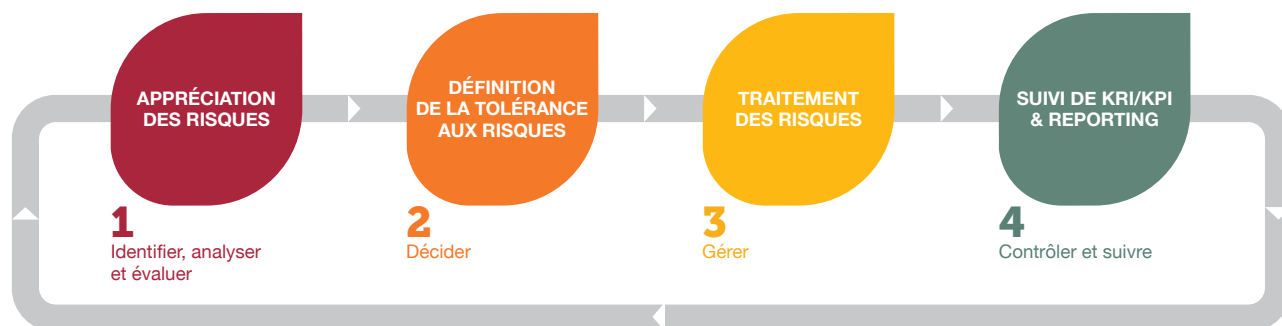 APPRÉCIATION
DES RISQUES
1
Identifier, analyser
et évaluer
DÉFINITION
DE LA TOLÉRANCE
AUX RISQUES
2
Décider
TRAITEMENT
DES RISQUES
3
Gérer
SUIVI DE KRI/KPI
& REPORTING
4
Contrôler et suivre